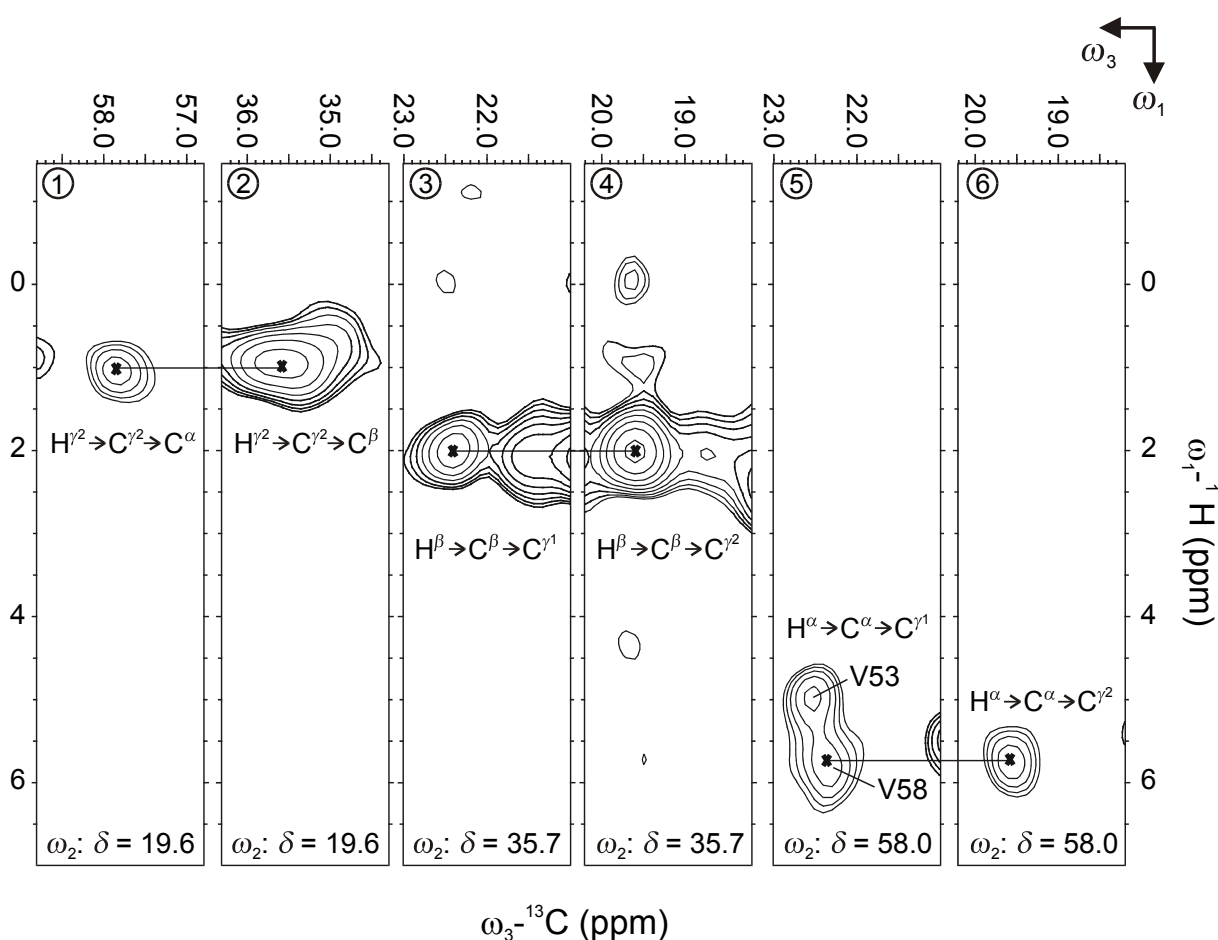 ω3
ω1
58.0 57.0 36.0 35.0 23.0 22.0 20.0 19.0 23.0 22.0 20.0 19.0
① ② ③ ④ ⑤ ⑥
0 0
2 2
4 4
6 6
Hγ2→Cγ2→Cα
Hγ2→Cγ2→Cβ
Hβ→Cβ→Cγ1
Hβ→Cβ→Cγ2
Hα→Cα→Cγ1
V53
V58
Hα→Cα→Cγ2
ω2: δ = 19.6
ω2: δ = 19.6
ω2: δ = 35.7
ω2: δ = 35.7
ω2: δ = 58.0
ω2: δ = 58.0
ω1-1H (ppm)
ω3-13C (ppm)